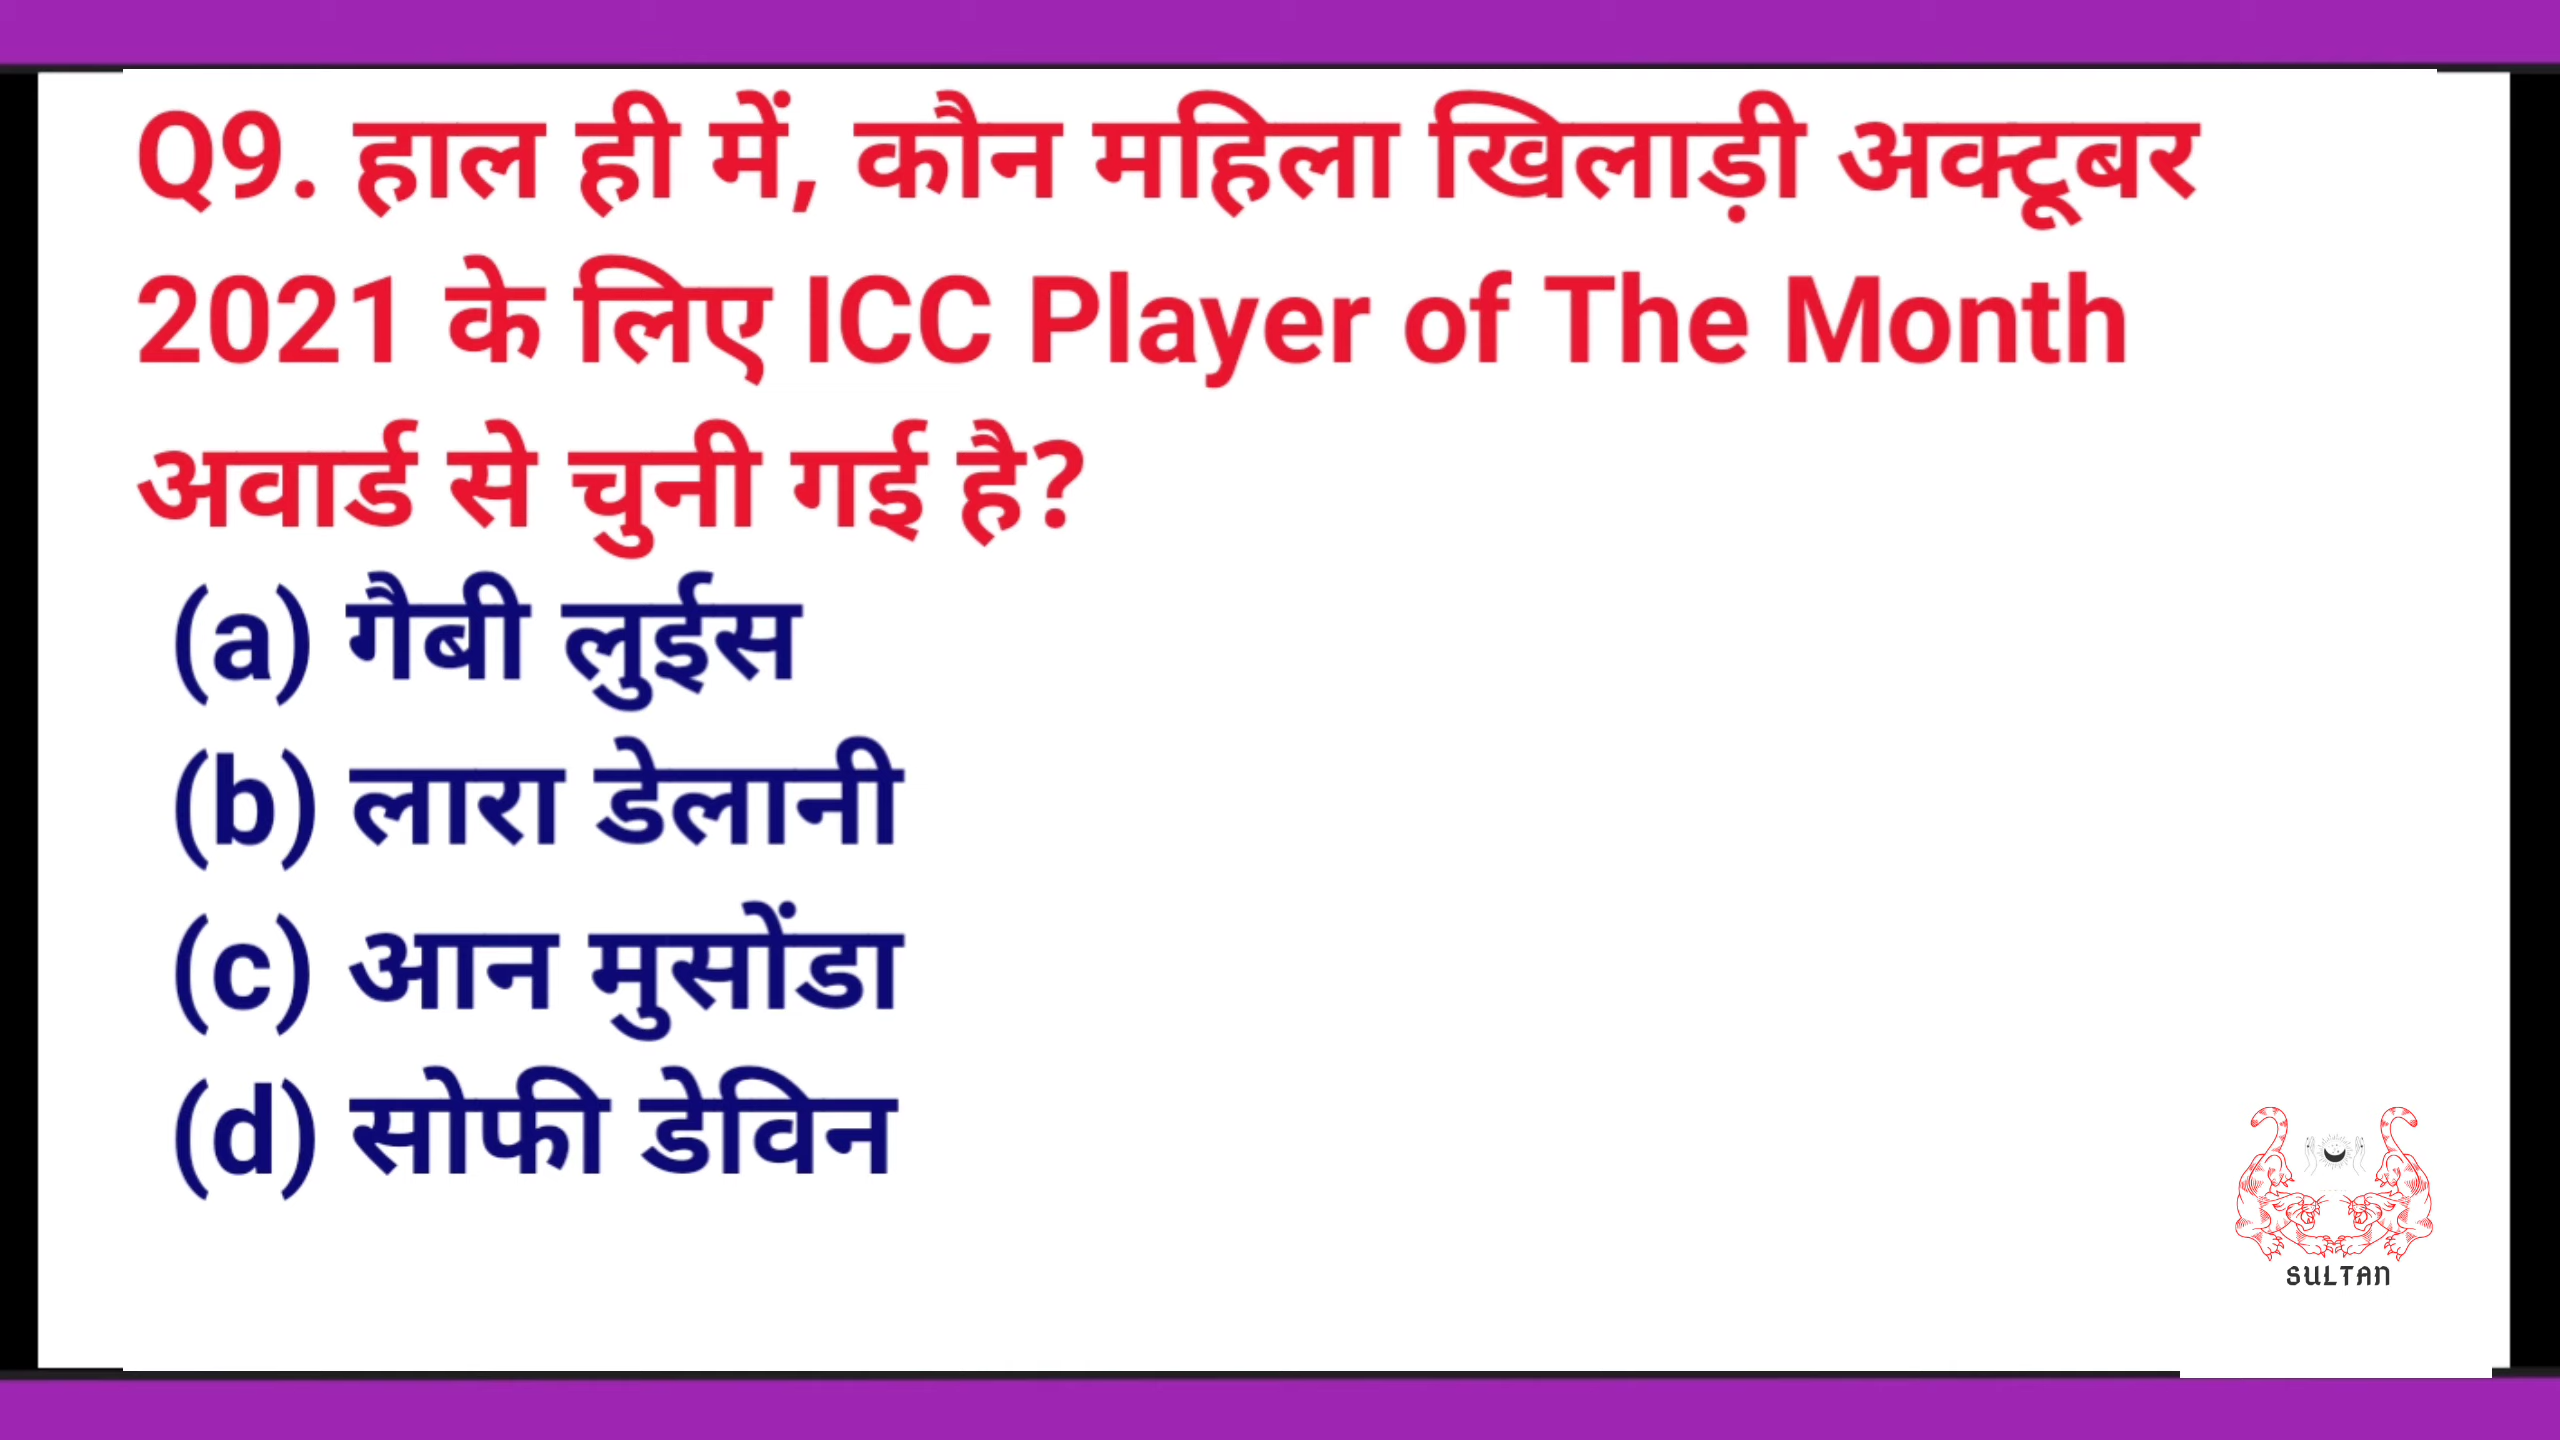 Q9. हाल ही में, कौन महिला खिलाड़ी अक्टूबर
2021 के लिए ICC Player of The Month
अवार्ड से चुनी गई है?
(a) गैबी लुईस
(b) लारा डेलानी
(c) आन मुसोंडा
(d) सोफी डेविन
SULTAN